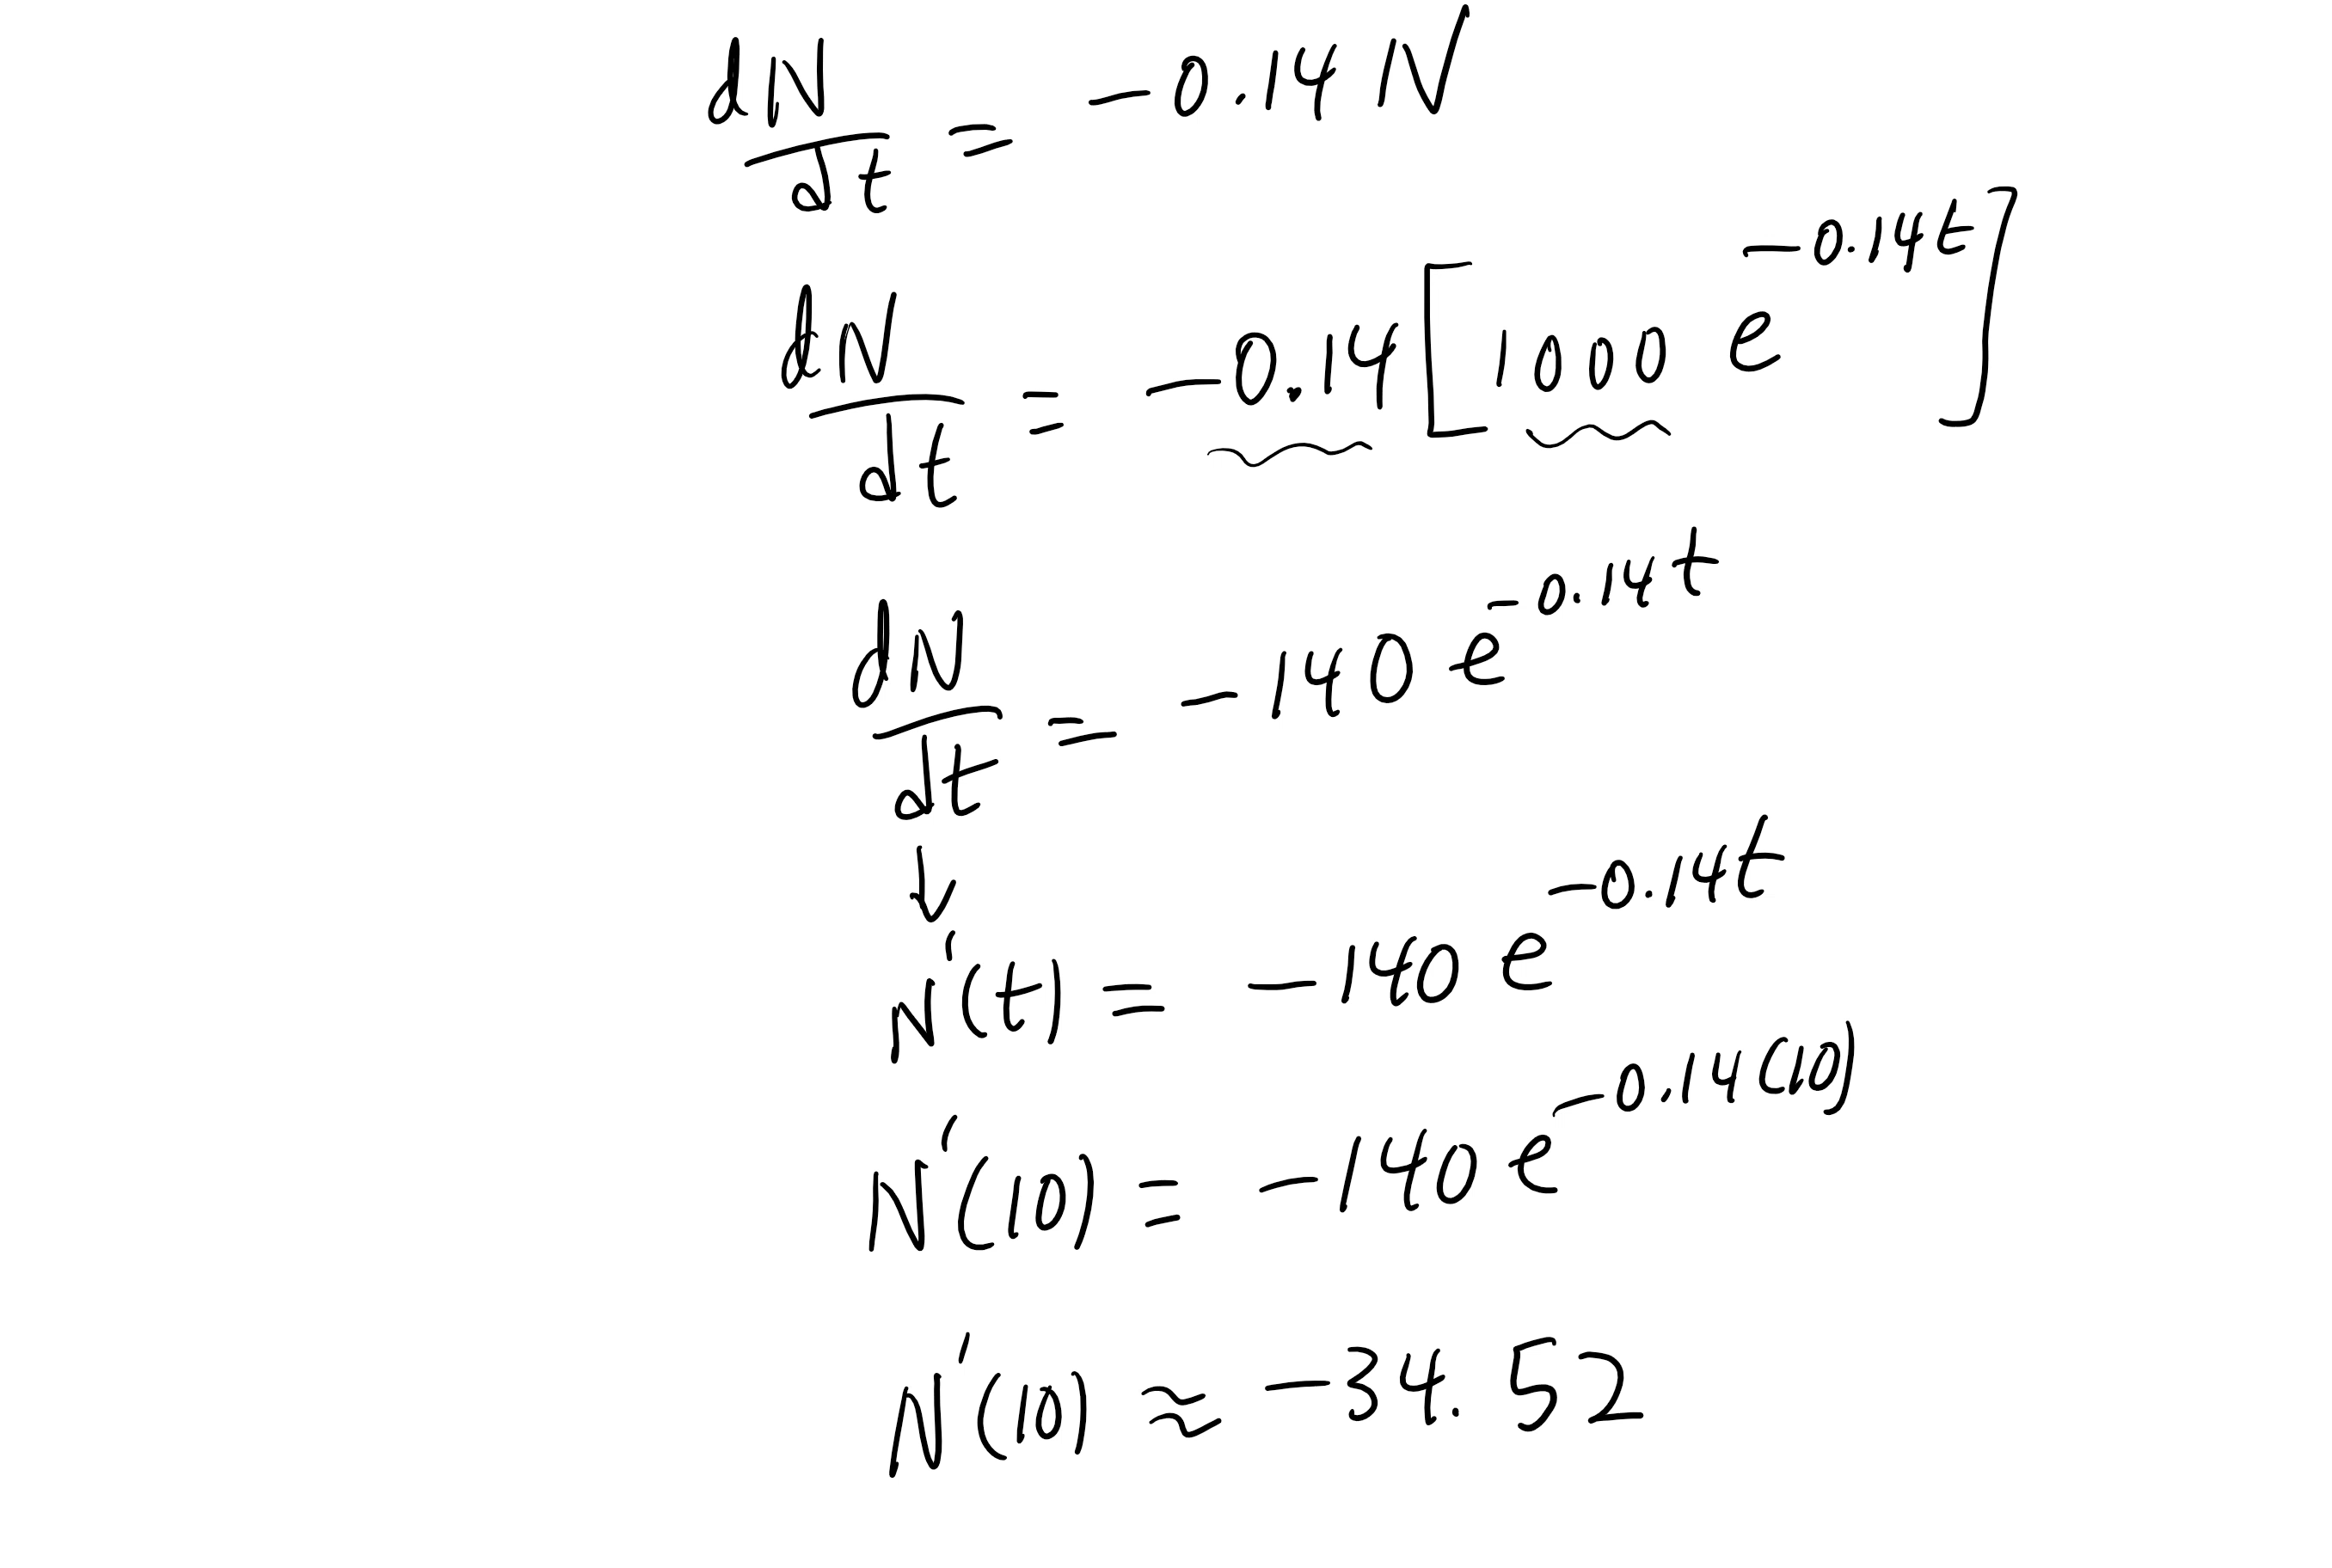 dN/dt = -0.14 N
dN/dt = -0.14 [1000 e^{-0.14t}]
dN/dt = -140 e^{-0.14t}
↓
N'(t) = -140 e^{-0.14t}
N'(10) = -140 e^{-0.14(10)}
N'(10) ≈ -34.52